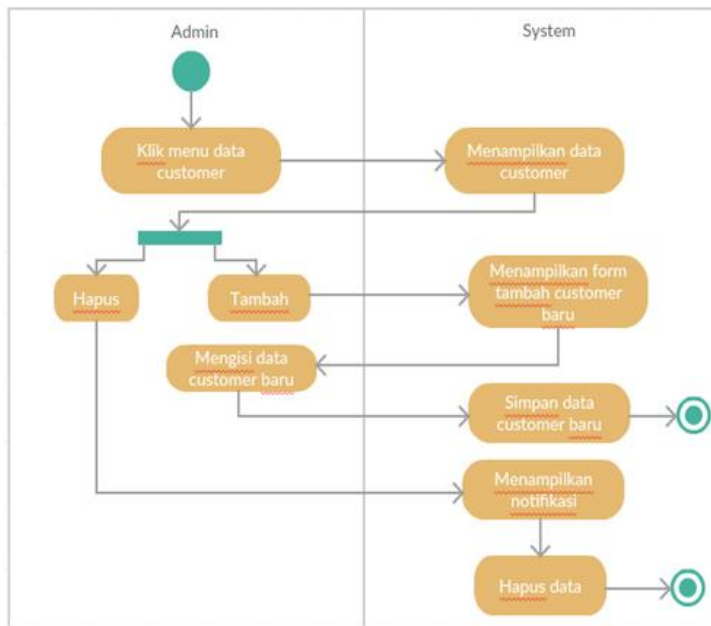 Admin
System
Klik menu data
customer
Menampilkan data
customer
Hapus
Tambah
Menampilkan form
tambah customer
baru
Mengisi data
customer baru
Simpan data
customer baru
Menampilkan
notifikasi
Hapus data